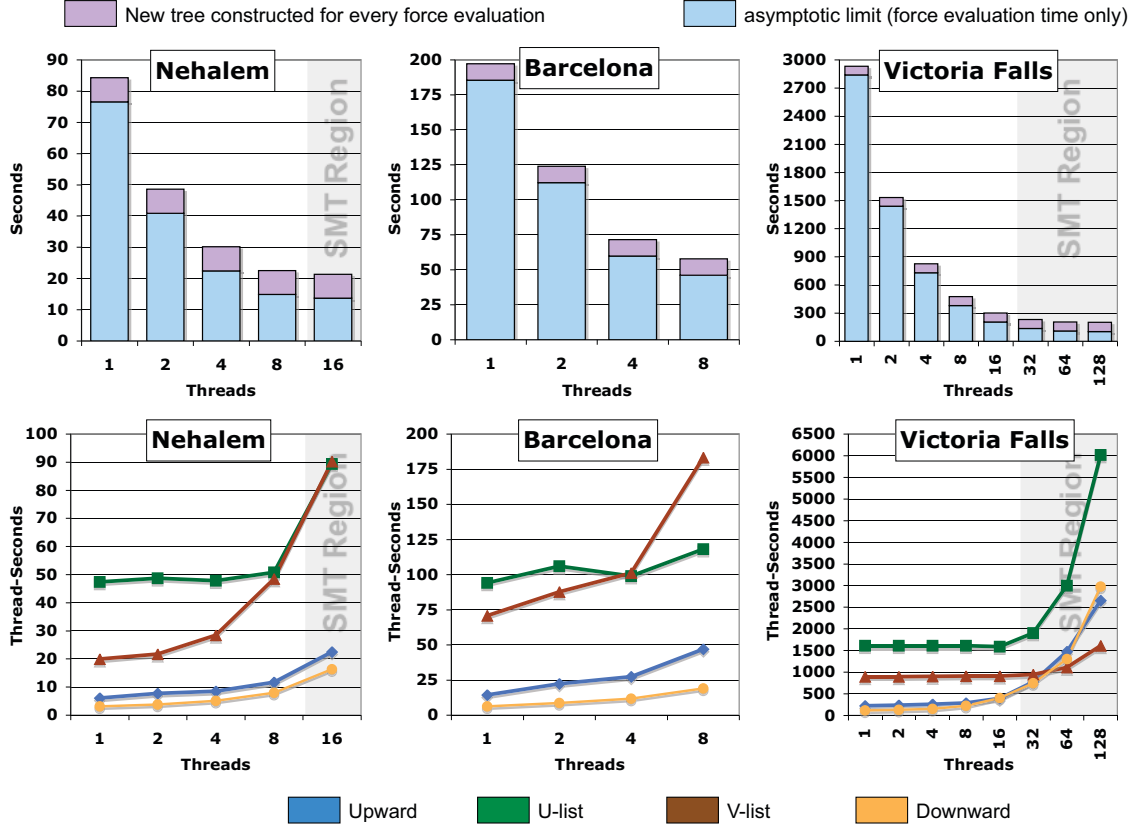 New tree constructed for every force evaluation
asymptotic limit (force evaluation time only)
Nehalem
Seconds
90
80
70
60
50
40
30
20
10
0
SMT Region
1 2 4 8 16
Threads
Barcelona
Seconds
200
175
150
125
100
75
50
25
0
1 2 4 8
Threads
Victoria Falls
Seconds
3000
2700
2400
2100
1800
1500
1200
900
600
300
0
SMT Region
1 2 4 8 16 32 64 128
Threads
Nehalem
Thread-Seconds
100
90
80
70
60
50
40
30
20
10
0
SMT Region
1 2 4 8 16
Threads
Barcelona
Thread-Seconds
200
175
150
125
100
75
50
25
0
1 2 4 8
Threads
Victoria Falls
Thread-Seconds
6500
6000
5500
5000
4500
4000
3500
3000
2500
2000
1500
1000
500
0
SMT Region
1 2 4 8 16 32 64 128
Threads
Upward
U-list
V-list
Downward